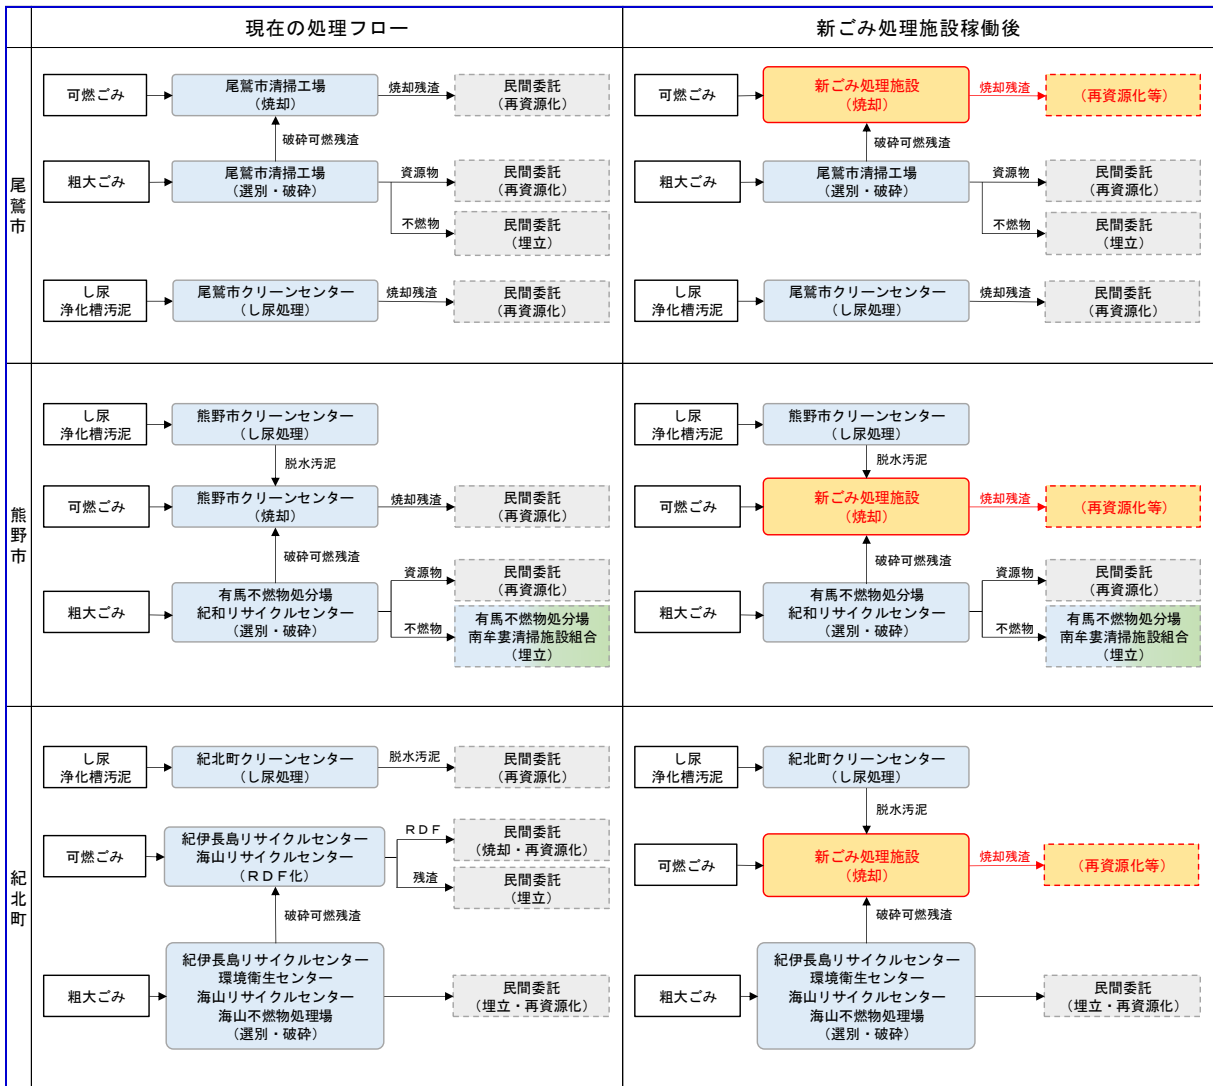 現在の処理フロー
新ごみ処理施設稼働後
尾鷲市
可燃ごみ
尾鷲市清掃工場
（焼却）
焼却残渣
民間委託
（再資源化）
破砕可燃残渣
粗大ごみ
尾鷲市清掃工場
（選別・破砕）
資源物
民間委託
（再資源化）
不燃物
民間委託
（埋立）
し尿
浄化槽汚泥
尾鷲市クリーンセンター
（し尿処理）
焼却残渣
民間委託
（再資源化）
可燃ごみ
新ごみ処理施設
（焼却）
焼却残渣
（再資源化等）
破砕可燃残渣
粗大ごみ
尾鷲市清掃工場
（選別・破砕）
資源物
民間委託
（再資源化）
不燃物
民間委託
（埋立）
し尿
浄化槽汚泥
尾鷲市クリーンセンター
（し尿処理）
焼却残渣
民間委託
（再資源化）
熊野市
し尿
浄化槽汚泥
熊野市クリーンセンター
（し尿処理）
脱水汚泥
可燃ごみ
熊野市クリーンセンター
（焼却）
焼却残渣
民間委託
（再資源化）
破砕可燃残渣
粗大ごみ
有馬不燃物処分場
紀和リサイクルセンター
（選別・破砕）
資源物
民間委託
（再資源化）
不燃物
有馬不燃物処分場
南牟婁清掃施設組合
（埋立）
し尿
浄化槽汚泥
熊野市クリーンセンター
（し尿処理）
脱水汚泥
可燃ごみ
新ごみ処理施設
（焼却）
焼却残渣
（再資源化等）
破砕可燃残渣
粗大ごみ
有馬不燃物処分場
紀和リサイクルセンター
（選別・破砕）
資源物
民間委託
（再資源化）
不燃物
有馬不燃物処分場
南牟婁清掃施設組合
（埋立）
紀北町
し尿
浄化槽汚泥
紀北町クリーンセンター
（し尿処理）
脱水汚泥
民間委託
（再資源化）
可燃ごみ
紀伊長島リサイクルセンター
海山リサイクルセンター
（ＲＤＦ化）
ＲＤＦ
民間委託
（焼却・再資源化）
残渣
民間委託
（埋立）
破砕可燃残渣
粗大ごみ
紀伊長島リサイクルセンター
環境衛生センター
海山リサイクルセンター
海山不燃物処理場
（選別・破砕）
民間委託
（埋立・再資源化）
し尿
浄化槽汚泥
紀北町クリーンセンター
（し尿処理）
脱水汚泥
可燃ごみ
新ごみ処理施設
（焼却）
焼却残渣
（再資源化等）
破砕可燃残渣
粗大ごみ
紀伊長島リサイクルセンター
環境衛生センター
海山リサイクルセンター
海山不燃物処理場
（選別・破砕）
民間委託
（埋立・再資源化）